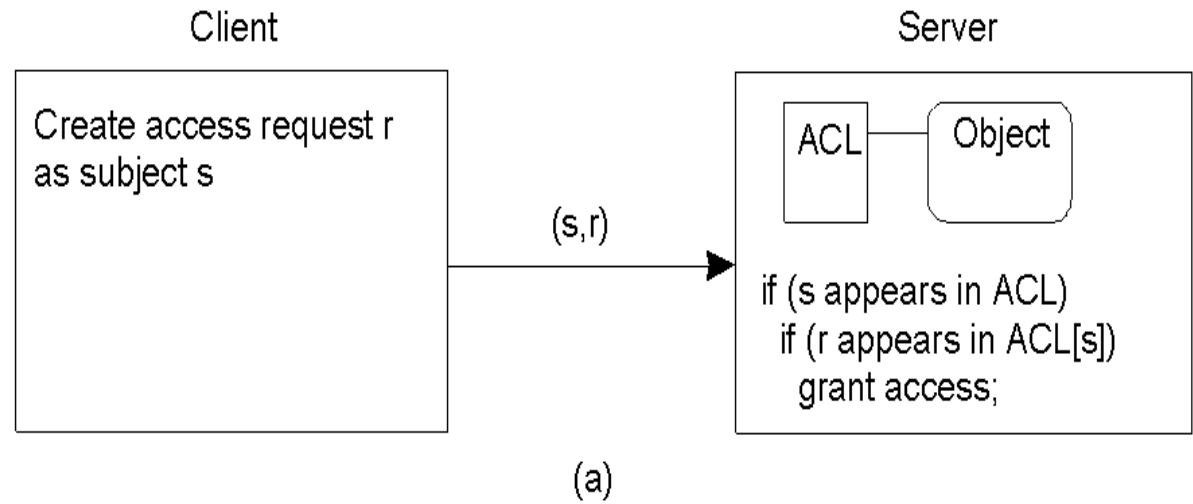 Client
Server
Create access request r
as subject s
ACL
Object
(s,r)
if (s appears in ACL)
if (r appears in ACL[s])
grant access;
(a)